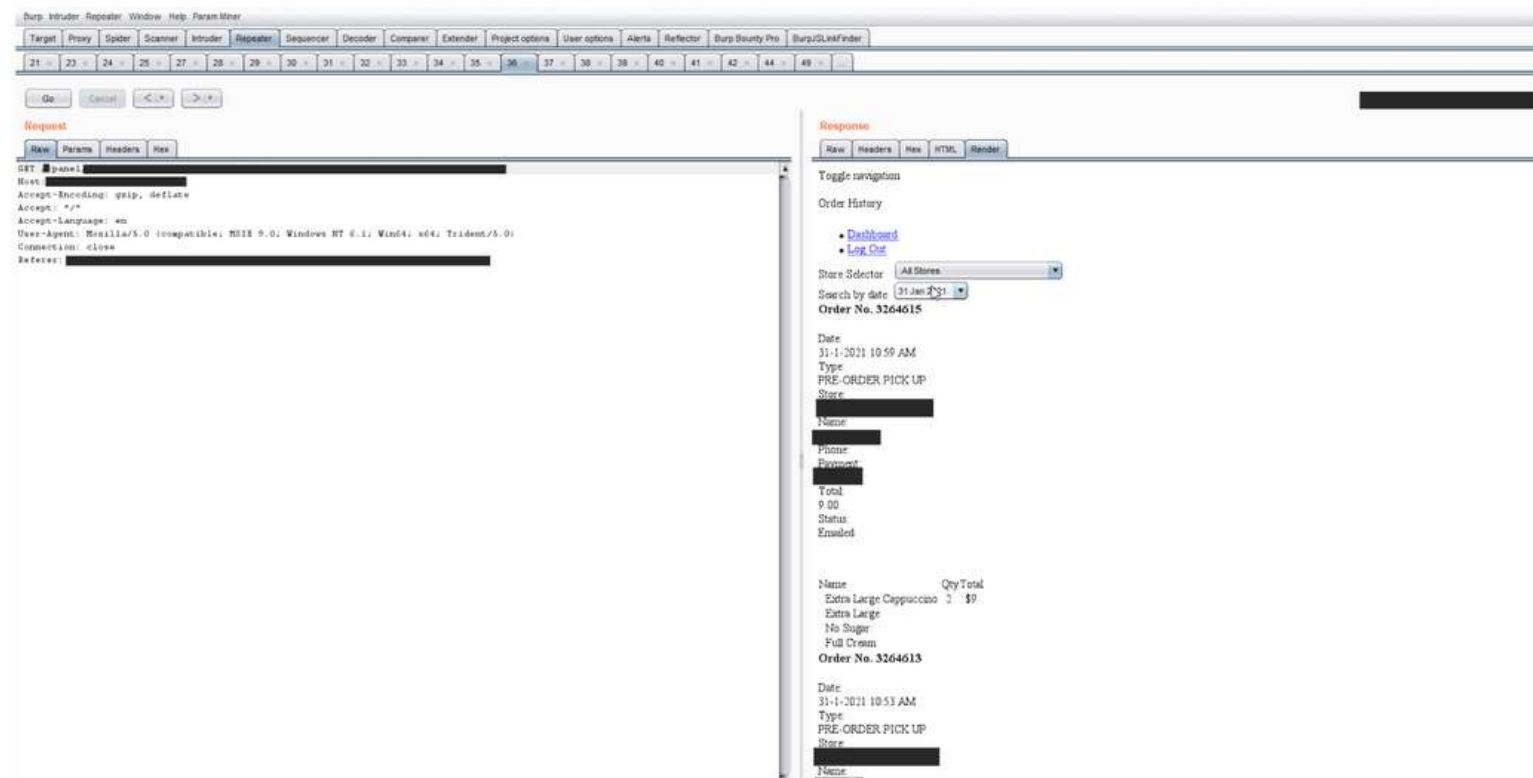 Burp Intruder Repeater Window Help Param Miner
Target Proxy Spider Scanner Intruder Repeater Sequencer Decoder Comparer Extender Project options User options Alerts Reflector Burp Bounty Pro BurpJSLinkFinder
21 × 23 × 24 × 25 × 27 × 28 × 29 × 30 × 31 × 32 × 33 × 34 × 35 × 36 × 37 × 38 × 39 × 40 × 41 × 42 × 44 × 49 × ...
Go Cancel < >
Request
Raw Params Headers Hex
GET panel
Host:
Accept-Encoding: gzip, deflate
Accept: */*
Accept-Language: en
User-Agent: Mozilla/5.0 (compatible; MSIE 9.0; Windows NT 6.1; Win64; x64; Trident/5.0)
Connection: close
Referer:
Response
Raw Headers Hex HTML Render
Toggle navigation
Order History
• Dashboard
• Log Out
Store Selector All Stores
Search by date 31 Jan
Order No. 3264615
Date:
31-1-2021 10:59 AM
Type:
PRE-ORDER PICK UP
Store:
Name:
Phone:
Payment:
Total:
9.00
Status:
Emailed
Name Qty Total
Extra Large Cappuccino 2 $9
Extra Large
No Sugar
Full Cream
Order No. 3264613
Date:
31-1-2021 10:53 AM
Type:
PRE-ORDER PICK UP
Store:
Name: